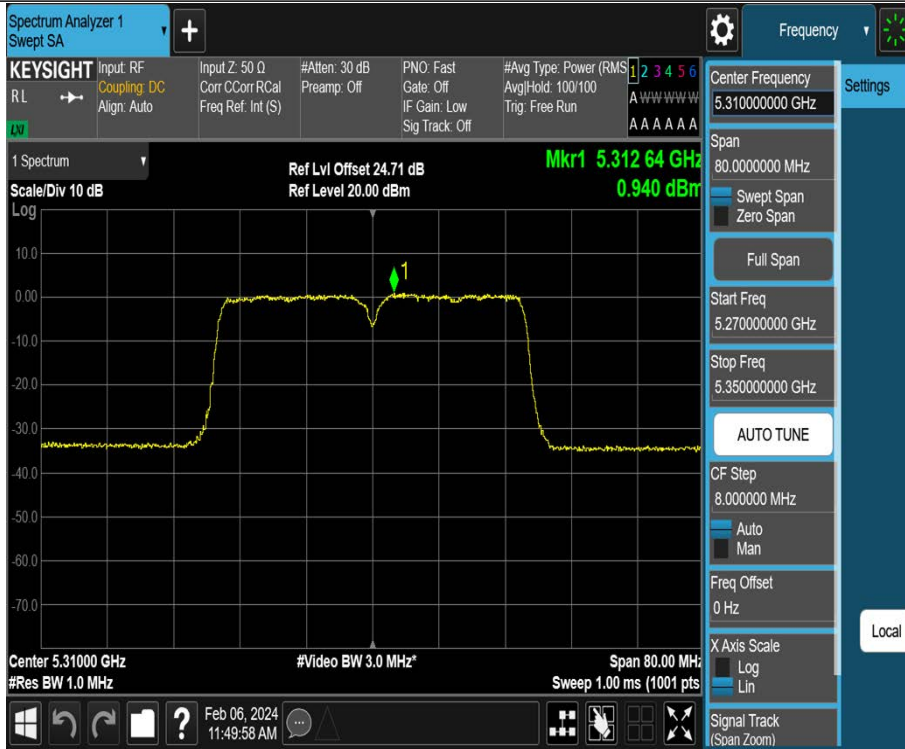 Spectrum Analyzer 1
Swept SA
+
Frequency
KEYSIGHT
R L
LXI
Input: RF
Coupling: DC
Align: Auto
Input Z: 50 Ω
Corr CCorr RCal
Freq Ref: Int (S)
#Atten: 30 dB
Preamp: Off
PNO: Fast
Gate: Off
IF Gain: Low
Sig Track: Off
#Avg Type: Power (RMS
Avg|Hold: 100/100
Trig: Free Run
1 2 3 4 5 6
A W W W W W
A A A A A A
1 Spectrum
Scale/Div 10 dB
Log
Ref Lvl Offset 24.71 dB
Ref Level 20.00 dBm
Mkr1 5.312 64 GHz
0.940 dBm
1
10.0
0.00
-10.0
-20.0
-30.0
-40.0
-50.0
-60.0
-70.0
Center 5.31000 GHz
#Res BW 1.0 MHz
#Video BW 3.0 MHz*
Span 80.00 MHz
Sweep 1.00 ms (1001 pts
?
Feb 06, 2024
11:49:58 AM
Center Frequency
5.310000000 GHz
Span
80.0000000 MHz
Swept Span
Zero Span
Full Span
Start Freq
5.270000000 GHz
Stop Freq
5.350000000 GHz
AUTO TUNE
CF Step
8.000000 MHz
Auto
Man
Freq Offset
0 Hz
X Axis Scale
Log
Lin
Signal Track
(Span Zoom)
Settings
Local